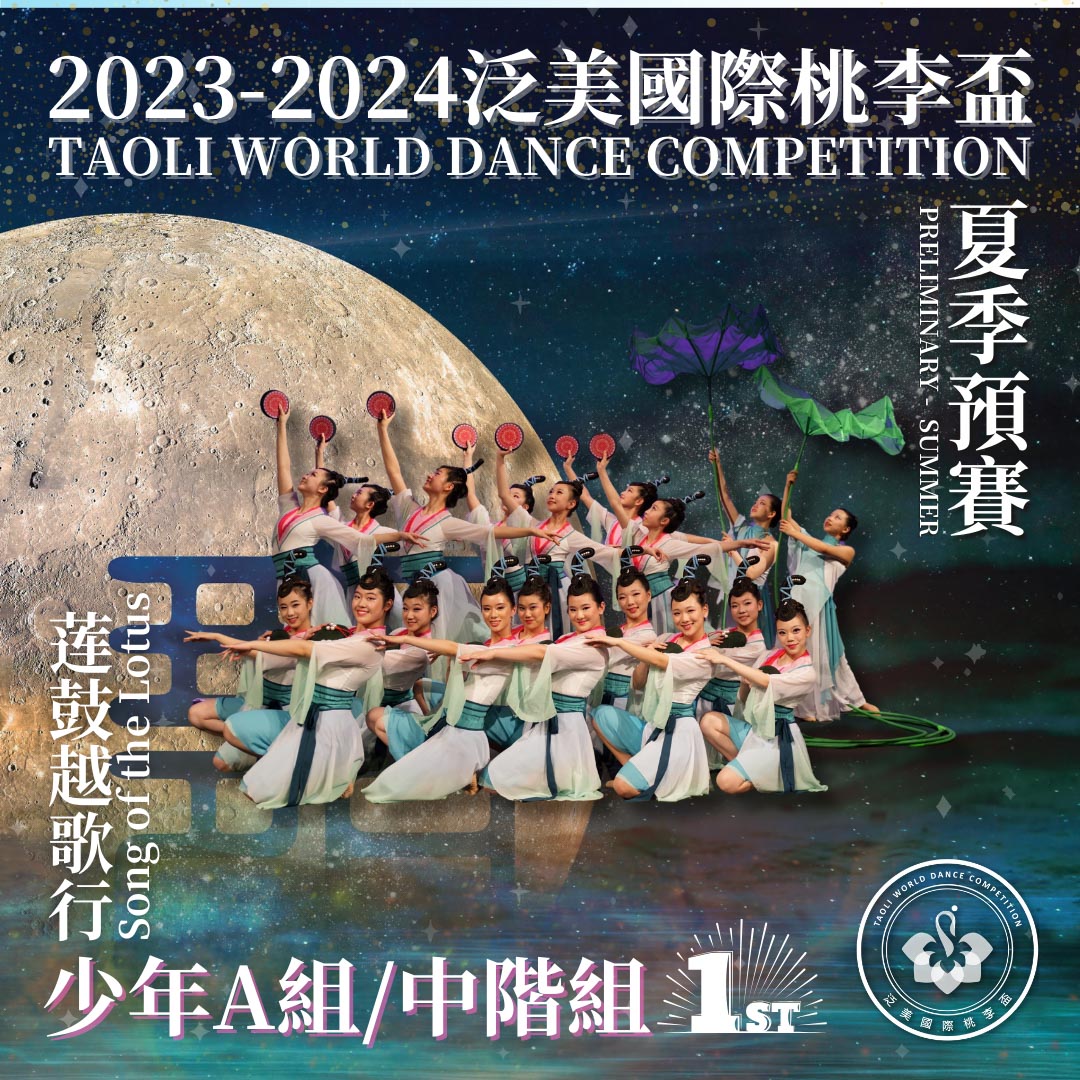 2023-2024泛美國際桃李盃
TAOLI WORLD DANCE COMPETITION
夏季預賽
PRELIMINARY - SUMMER
莲鼓越歌行
Song of the Lotus
少年A組/中階組
1ST
TAOLI WORLD DANCE COMPETITION
泛美國際桃李盃